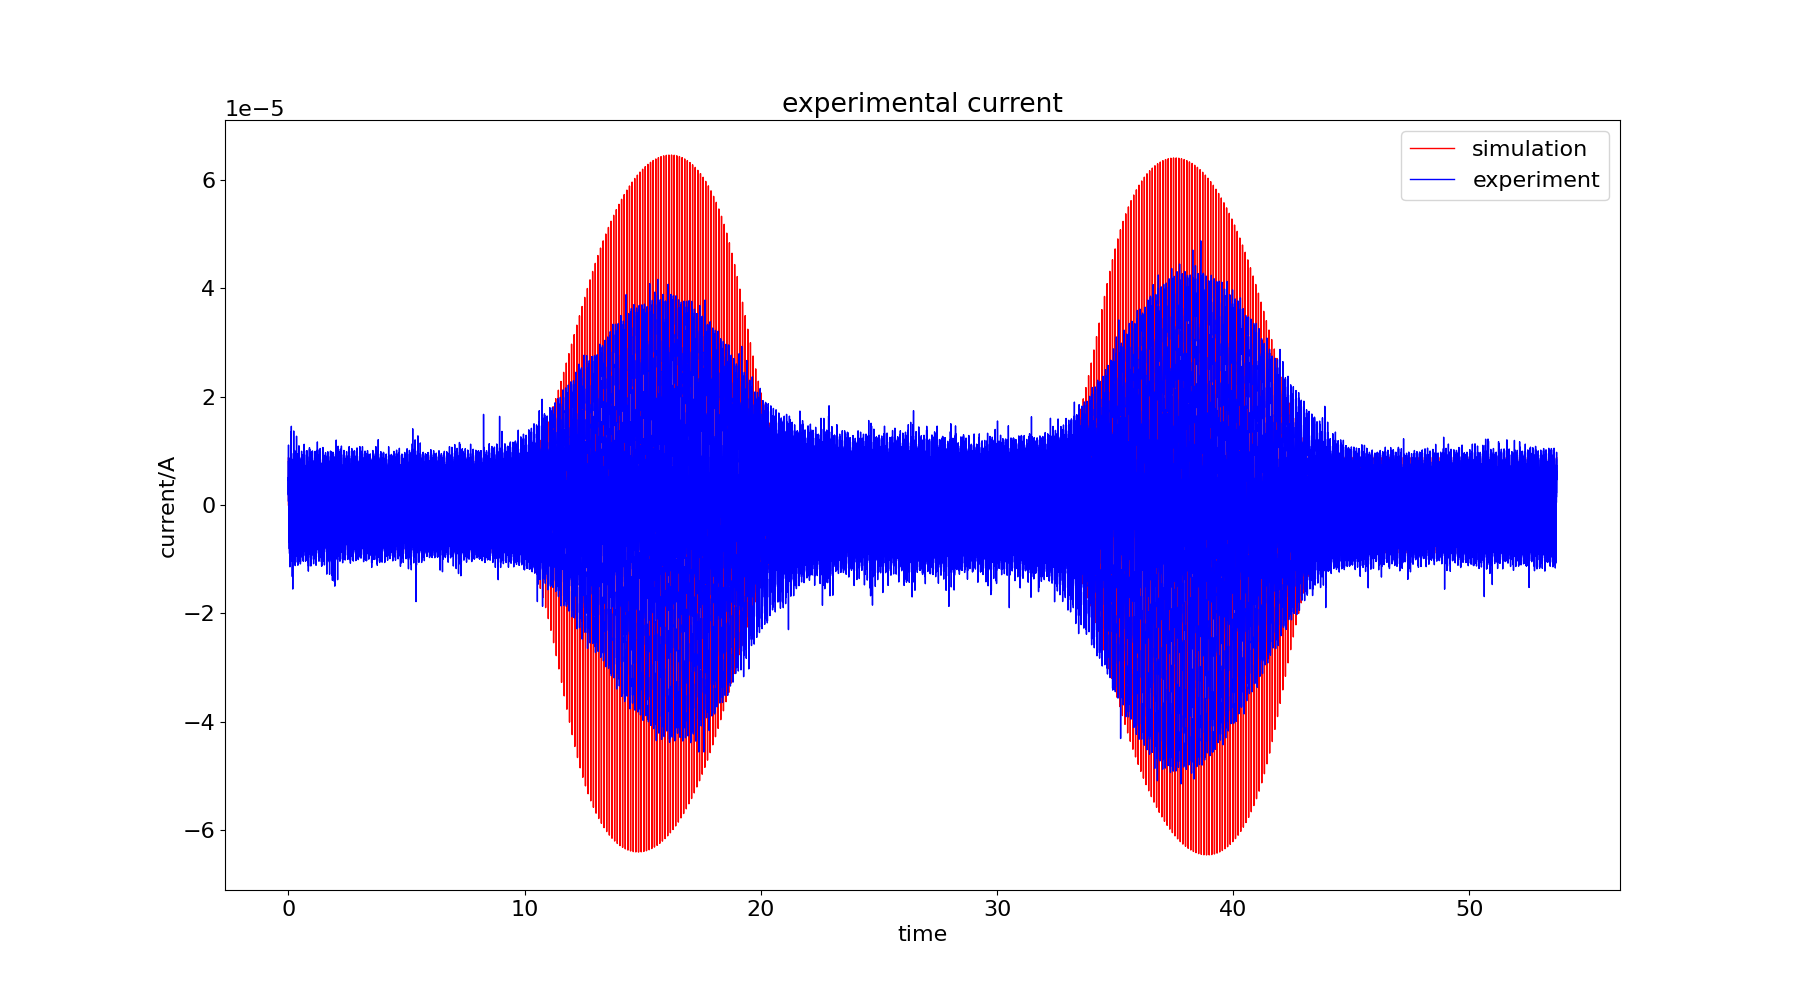 experimental current
1e−5
simulation
experiment
6
4
2
0
−2
−4
−6
current/A
0 10 20 30 40 50
time